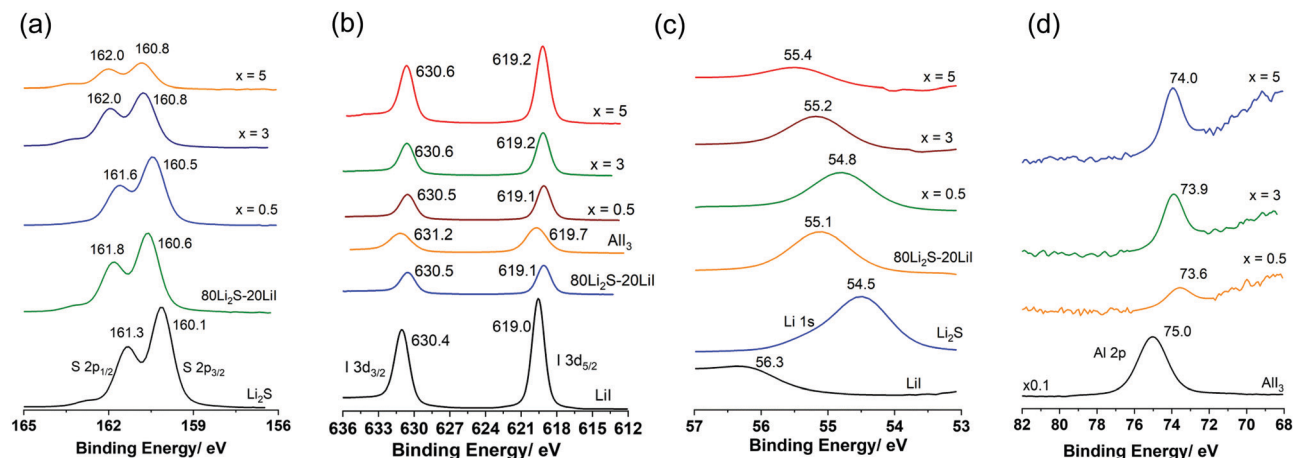 (a)
162.0 160.8
x = 5
162.0 160.8
x = 3
161.6 160.5
x = 0.5
161.8 160.6
80Li₂S-20LiI
161.3 160.1
S 2p₁/₂ S 2p₃/₂
Li₂S
165 162 159 156
Binding Energy/ eV
(b)
630.6 619.2
x = 5
630.6 619.2
x = 3
630.5 619.1
x = 0.5
AlI₃
631.2 619.7
630.5 619.1
80Li₂S-20LiI
630.4 619.0
I 3d₃/₂ I 3d₅/₂
LiI
636 633 630 627 624 621 618 615 612
Binding Energy/ eV
(c)
55.4
x = 5
55.2
x = 3
54.8
x = 0.5
55.1
80Li₂S-20LiI
54.5
Li 1s
Li₂S
56.3
LiI
57 56 55 54 53
Binding Energy/ eV
(d)
74.0
x = 5
73.9
x = 3
73.6
x = 0.5
75.0
Al 2p
x0.1
AlI₃
82 80 78 76 74 72 70 68
Binding Energy/ eV